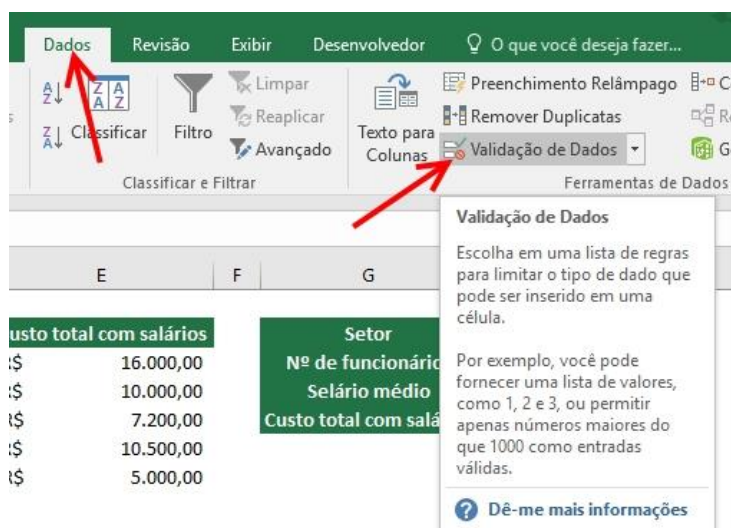 Dados Revisão Exibir Desenvolvedor O que você deseja fazer...
Limpar
Reaplicar
Avançado
Classificar
Filtro
Texto para
Colunas
Preenchimento Relâmpago
Remover Duplicatas
Validação de Dados
Classificar e Filtrar
Ferramentas de Dados
Validação de Dados
Escolha em uma lista de regras
para limitar o tipo de dado que
pode ser inserido em uma
célula.
Por exemplo, você pode
fornecer uma lista de valores,
como 1, 2 e 3, ou permitir
apenas números maiores do
que 1000 como entradas
válidas.
Dê-me mais informações
E F G
usto total com salários
R$ 16.000,00
R$ 10.000,00
R$ 7.200,00
R$ 10.500,00
R$ 5.000,00
Setor
Nº de funcionário
Selário médio
Custo total com salá